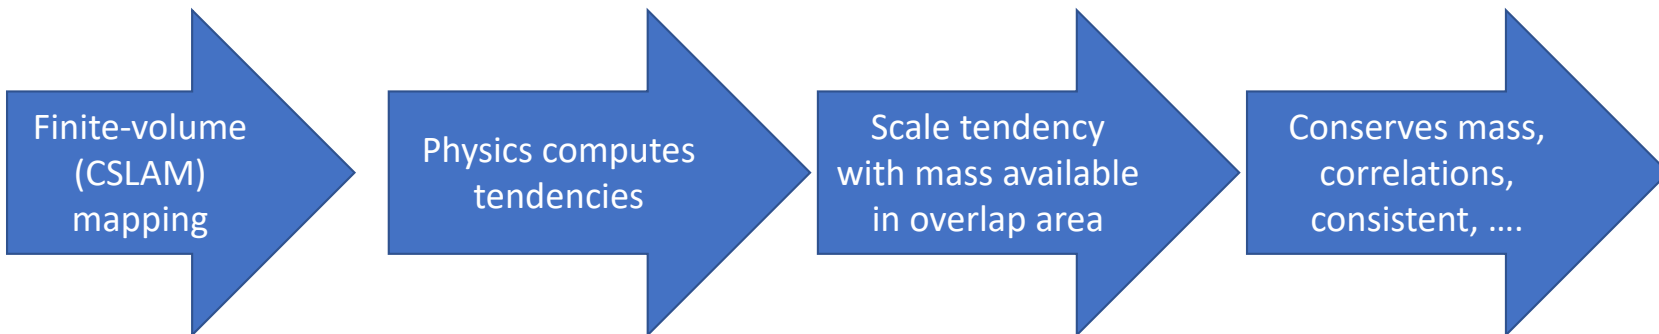 Finite-volume
(CSLAM)
mapping
Physics computes
tendencies
Scale tendency
with mass available
in overlap area
Conserves mass,
correlations,
consistent, ....